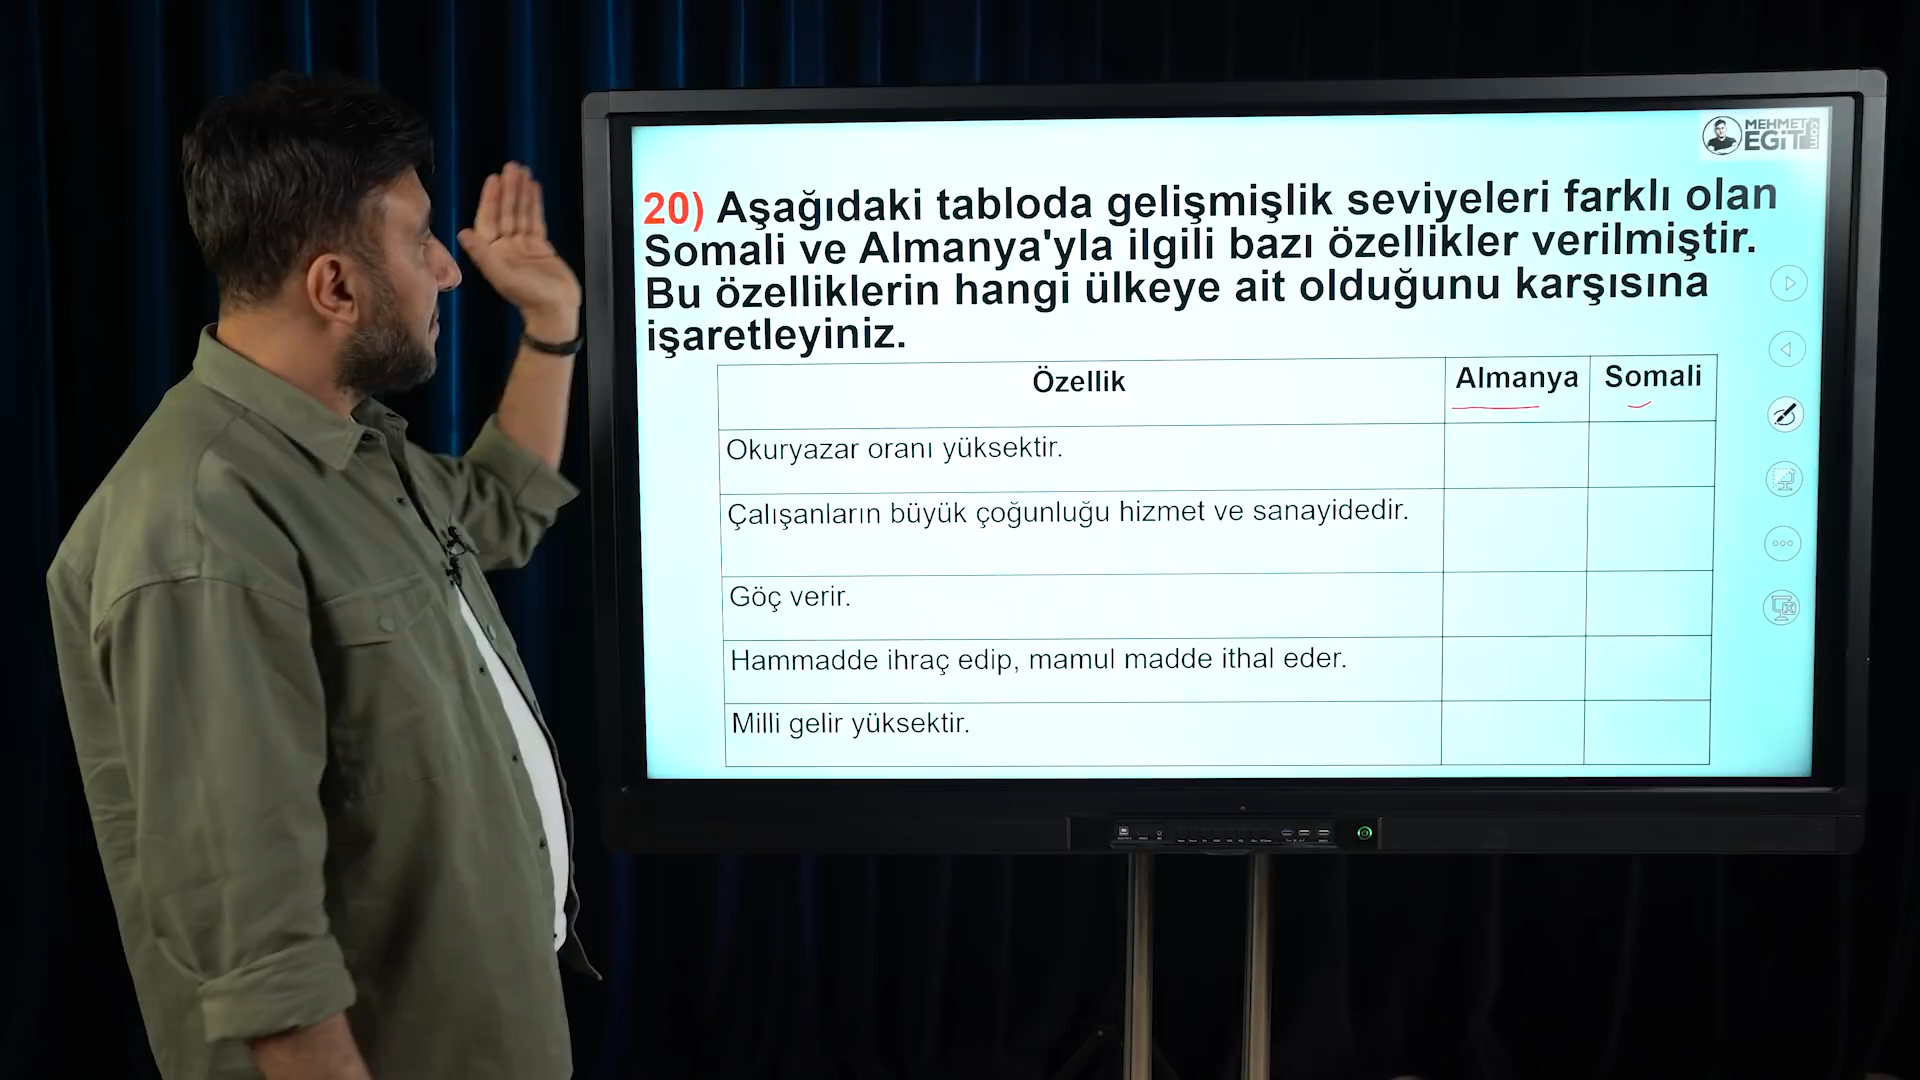 MEHMET
EGİT.com
20) Aşağıdaki tabloda gelişmişlik seviyeleri farklı olan
Somali ve Almanya'yla ilgili bazı özellikler verilmiştir.
Bu özelliklerin hangi ülkeye ait olduğunu karşısına
işaretleyiniz.
Özellik Almanya Somali
Okuryazar oranı yüksektir.
Çalışanların büyük çoğunluğu hizmet ve sanayidedir.
Göç verir.
Hammadde ihraç edip, mamul madde ithal eder.
Milli gelir yüksektir.